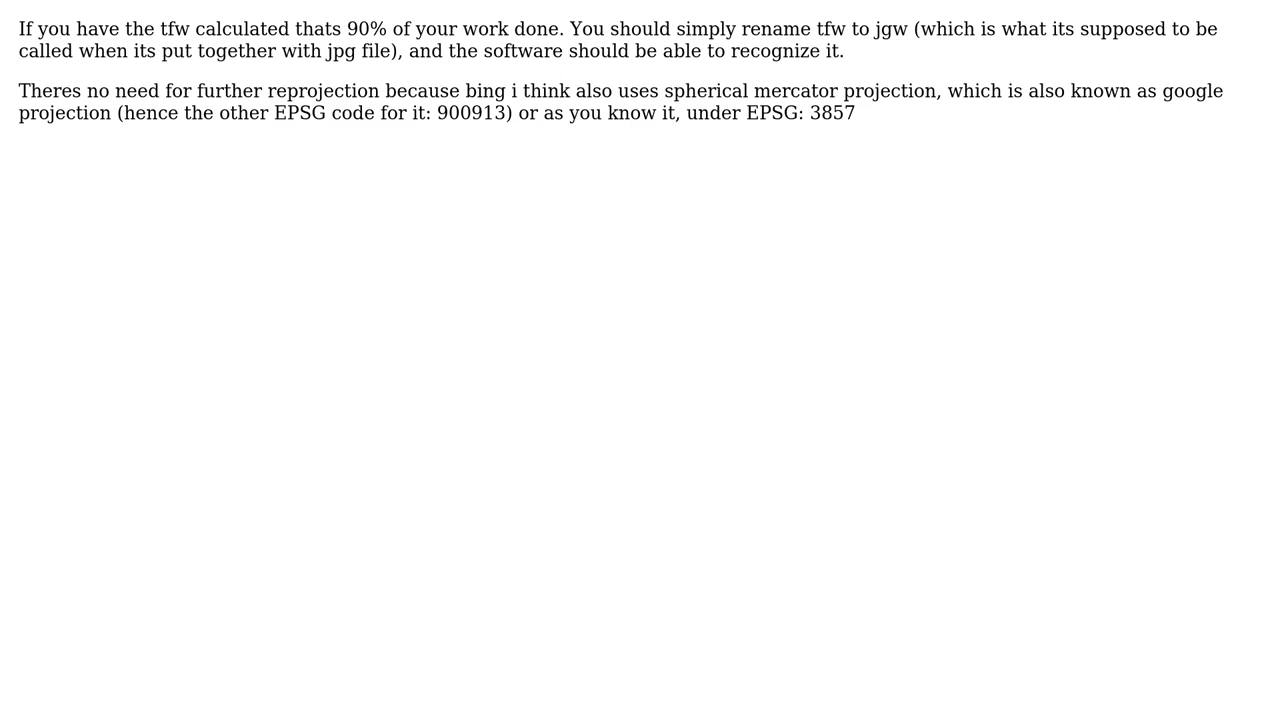 If you have the tfw calculated thats 90% of your work done. You should simply rename tfw to jgw (which is what its supposed to be
called when its put together with jpg file), and the software should be able to recognize it.
Theres no need for further reprojection because bing i think also uses spherical mercator projection, which is also known as google
projection (hence the other EPSG code for it: 900913) or as you know it, under EPSG: 3857